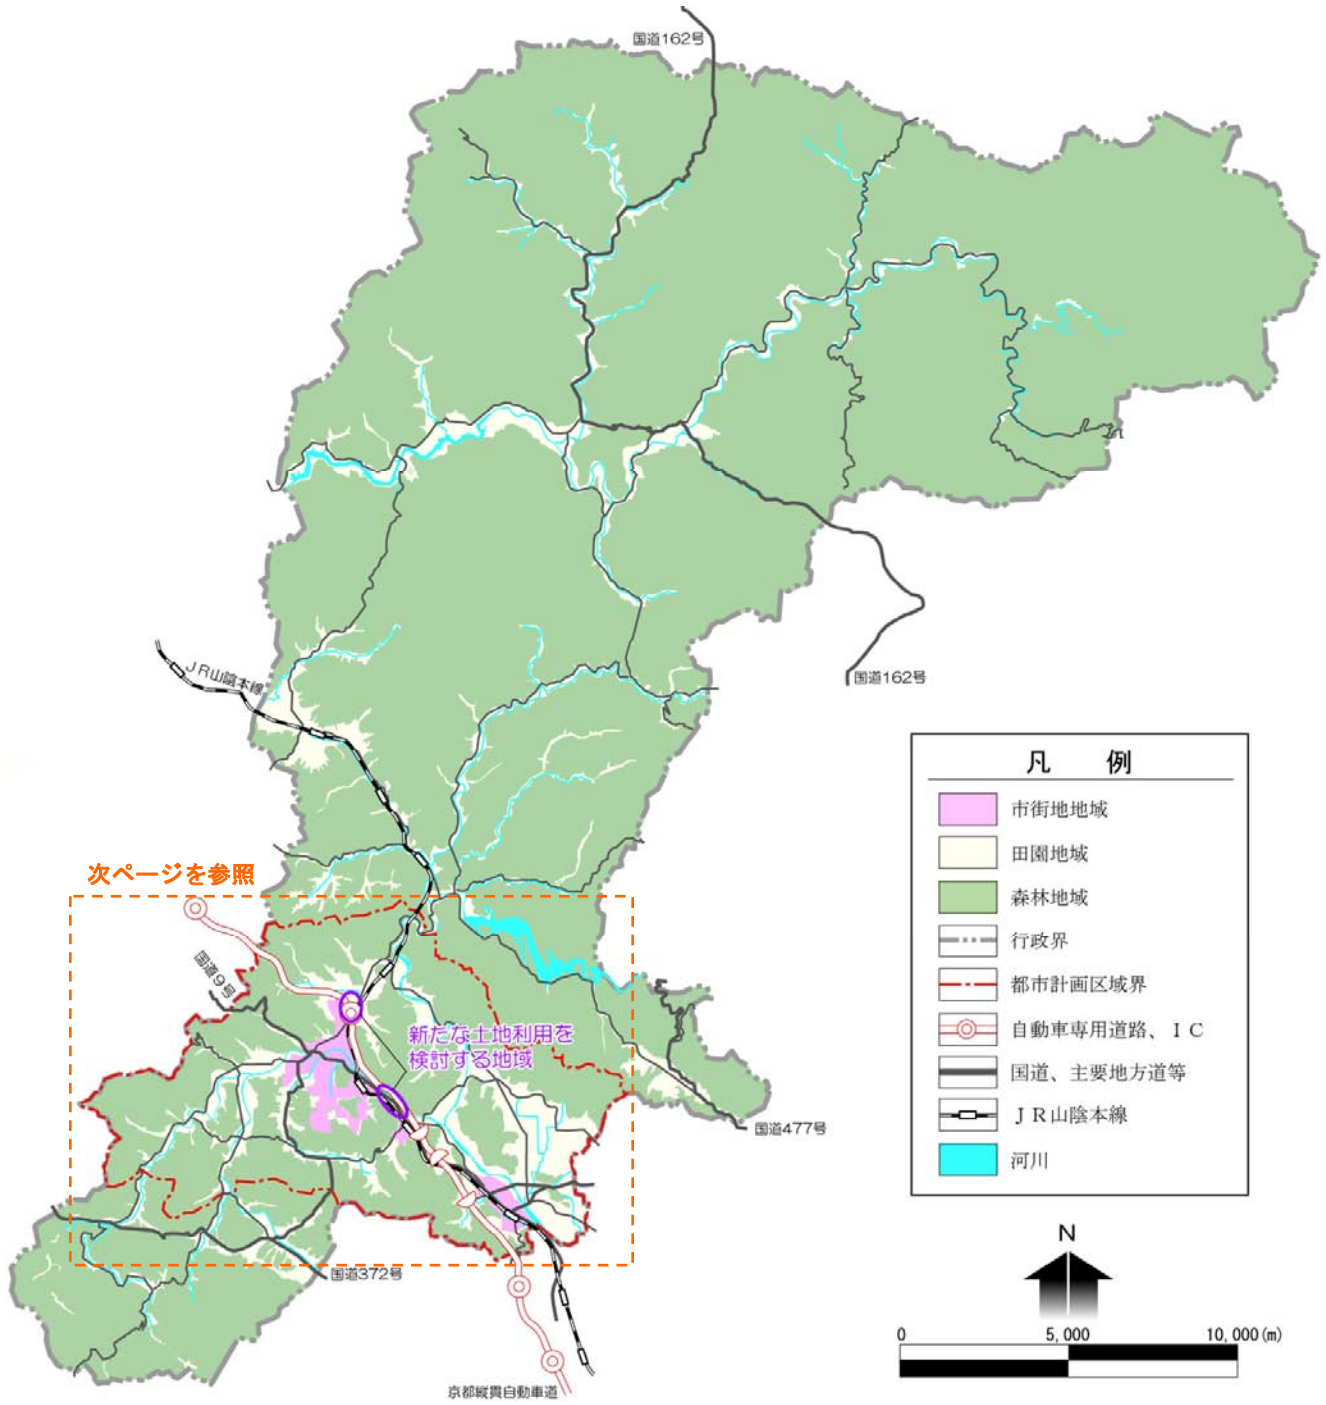 国道162号
JR山陰本線
国道162号
凡 例
市街地地域
田園地域
森林地域
行政界
都市計画区域界
自動車専用道路、IC
国道、主要地方道等
JR山陰本線
河川
次ページを参照
国道9号
新たな土地利用を
検討する地域
国道477号
国道372号
京都縦貫自動車道
N
0 5,000 10,000(m)